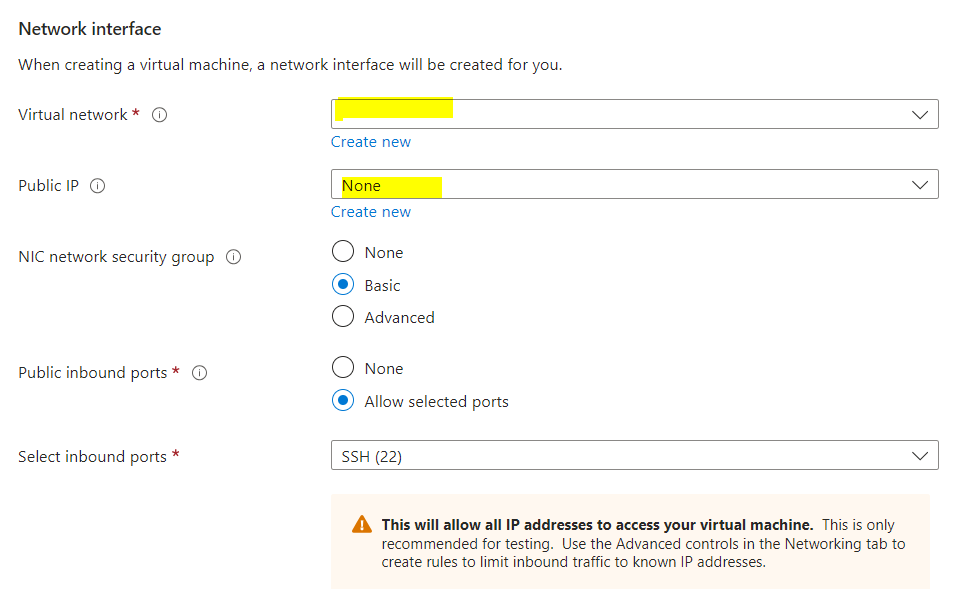 Network interface
When creating a virtual machine, a network interface will be created for you.
Virtual network *
Create new
Public IP
None
Create new
NIC network security group
None
Basic
Advanced
Public inbound ports *
None
Allow selected ports
Select inbound ports *
SSH (22)
This will allow all IP addresses to access your virtual machine. This is only
recommended for testing. Use the Advanced controls in the Networking tab to
create rules to limit inbound traffic to known IP addresses.